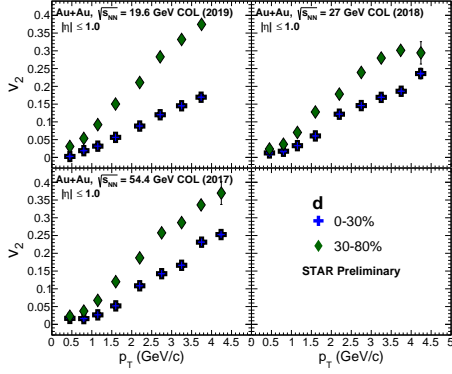 Au+Au, √sNN = 19.6 GeV COL (2019)
|η| ≤ 1.0
Au+Au, √sNN = 27 GeV COL (2018)
|η| ≤ 1.0
v2
0.4
0.35
0.3
0.25
0.2
0.15
0.1
0.05
0
Au+Au, √sNN = 54.4 GeV COL (2017)
|η| ≤ 1.0
v2
0.4
0.35
0.3
0.25
0.2
0.15
0.1
0.05
0
d
0-30%
30-80%
STAR Preliminary
0 0.5 1 1.5 2 2.5 3 3.5 4 4.5 0 0.5 1 1.5 2 2.5 3 3.5 4 4.5 5
pT (GeV/c) pT (GeV/c)